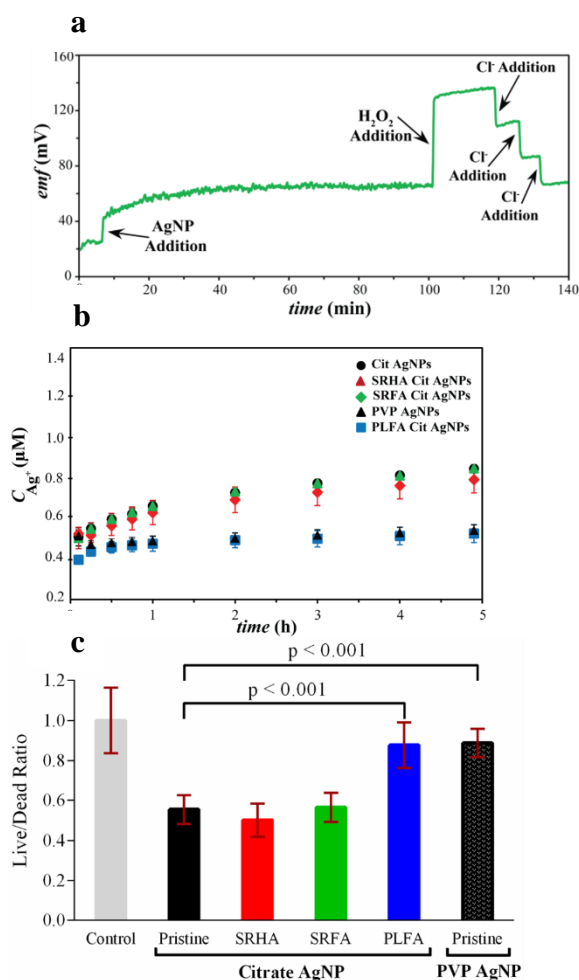 a
160
120
80
40
0
emf (mV)
AgNP
Addition
H₂O₂
Addition
Cl⁻ Addition
Cl⁻
Addition
Cl⁻
Addition
20 40 60 80 100 120 140
time (min)
b
1.4
1.2
1.0
0.8
0.6
0.4
0.2
C Ag⁺ (µM)
Cit AgNPs
SRHA Cit AgNPs
SRFA Cit AgNPs
PVP AgNPs
PLFA Cit AgNPs
1 2 3 4 5
time (h)
c
p < 0.001
p < 0.001
1.2
1.0
0.8
0.6
0.4
0.2
0.0
Live/Dead Ratio
Control Pristine SRHA SRFA PLFA Pristine
Citrate AgNP PVP AgNP